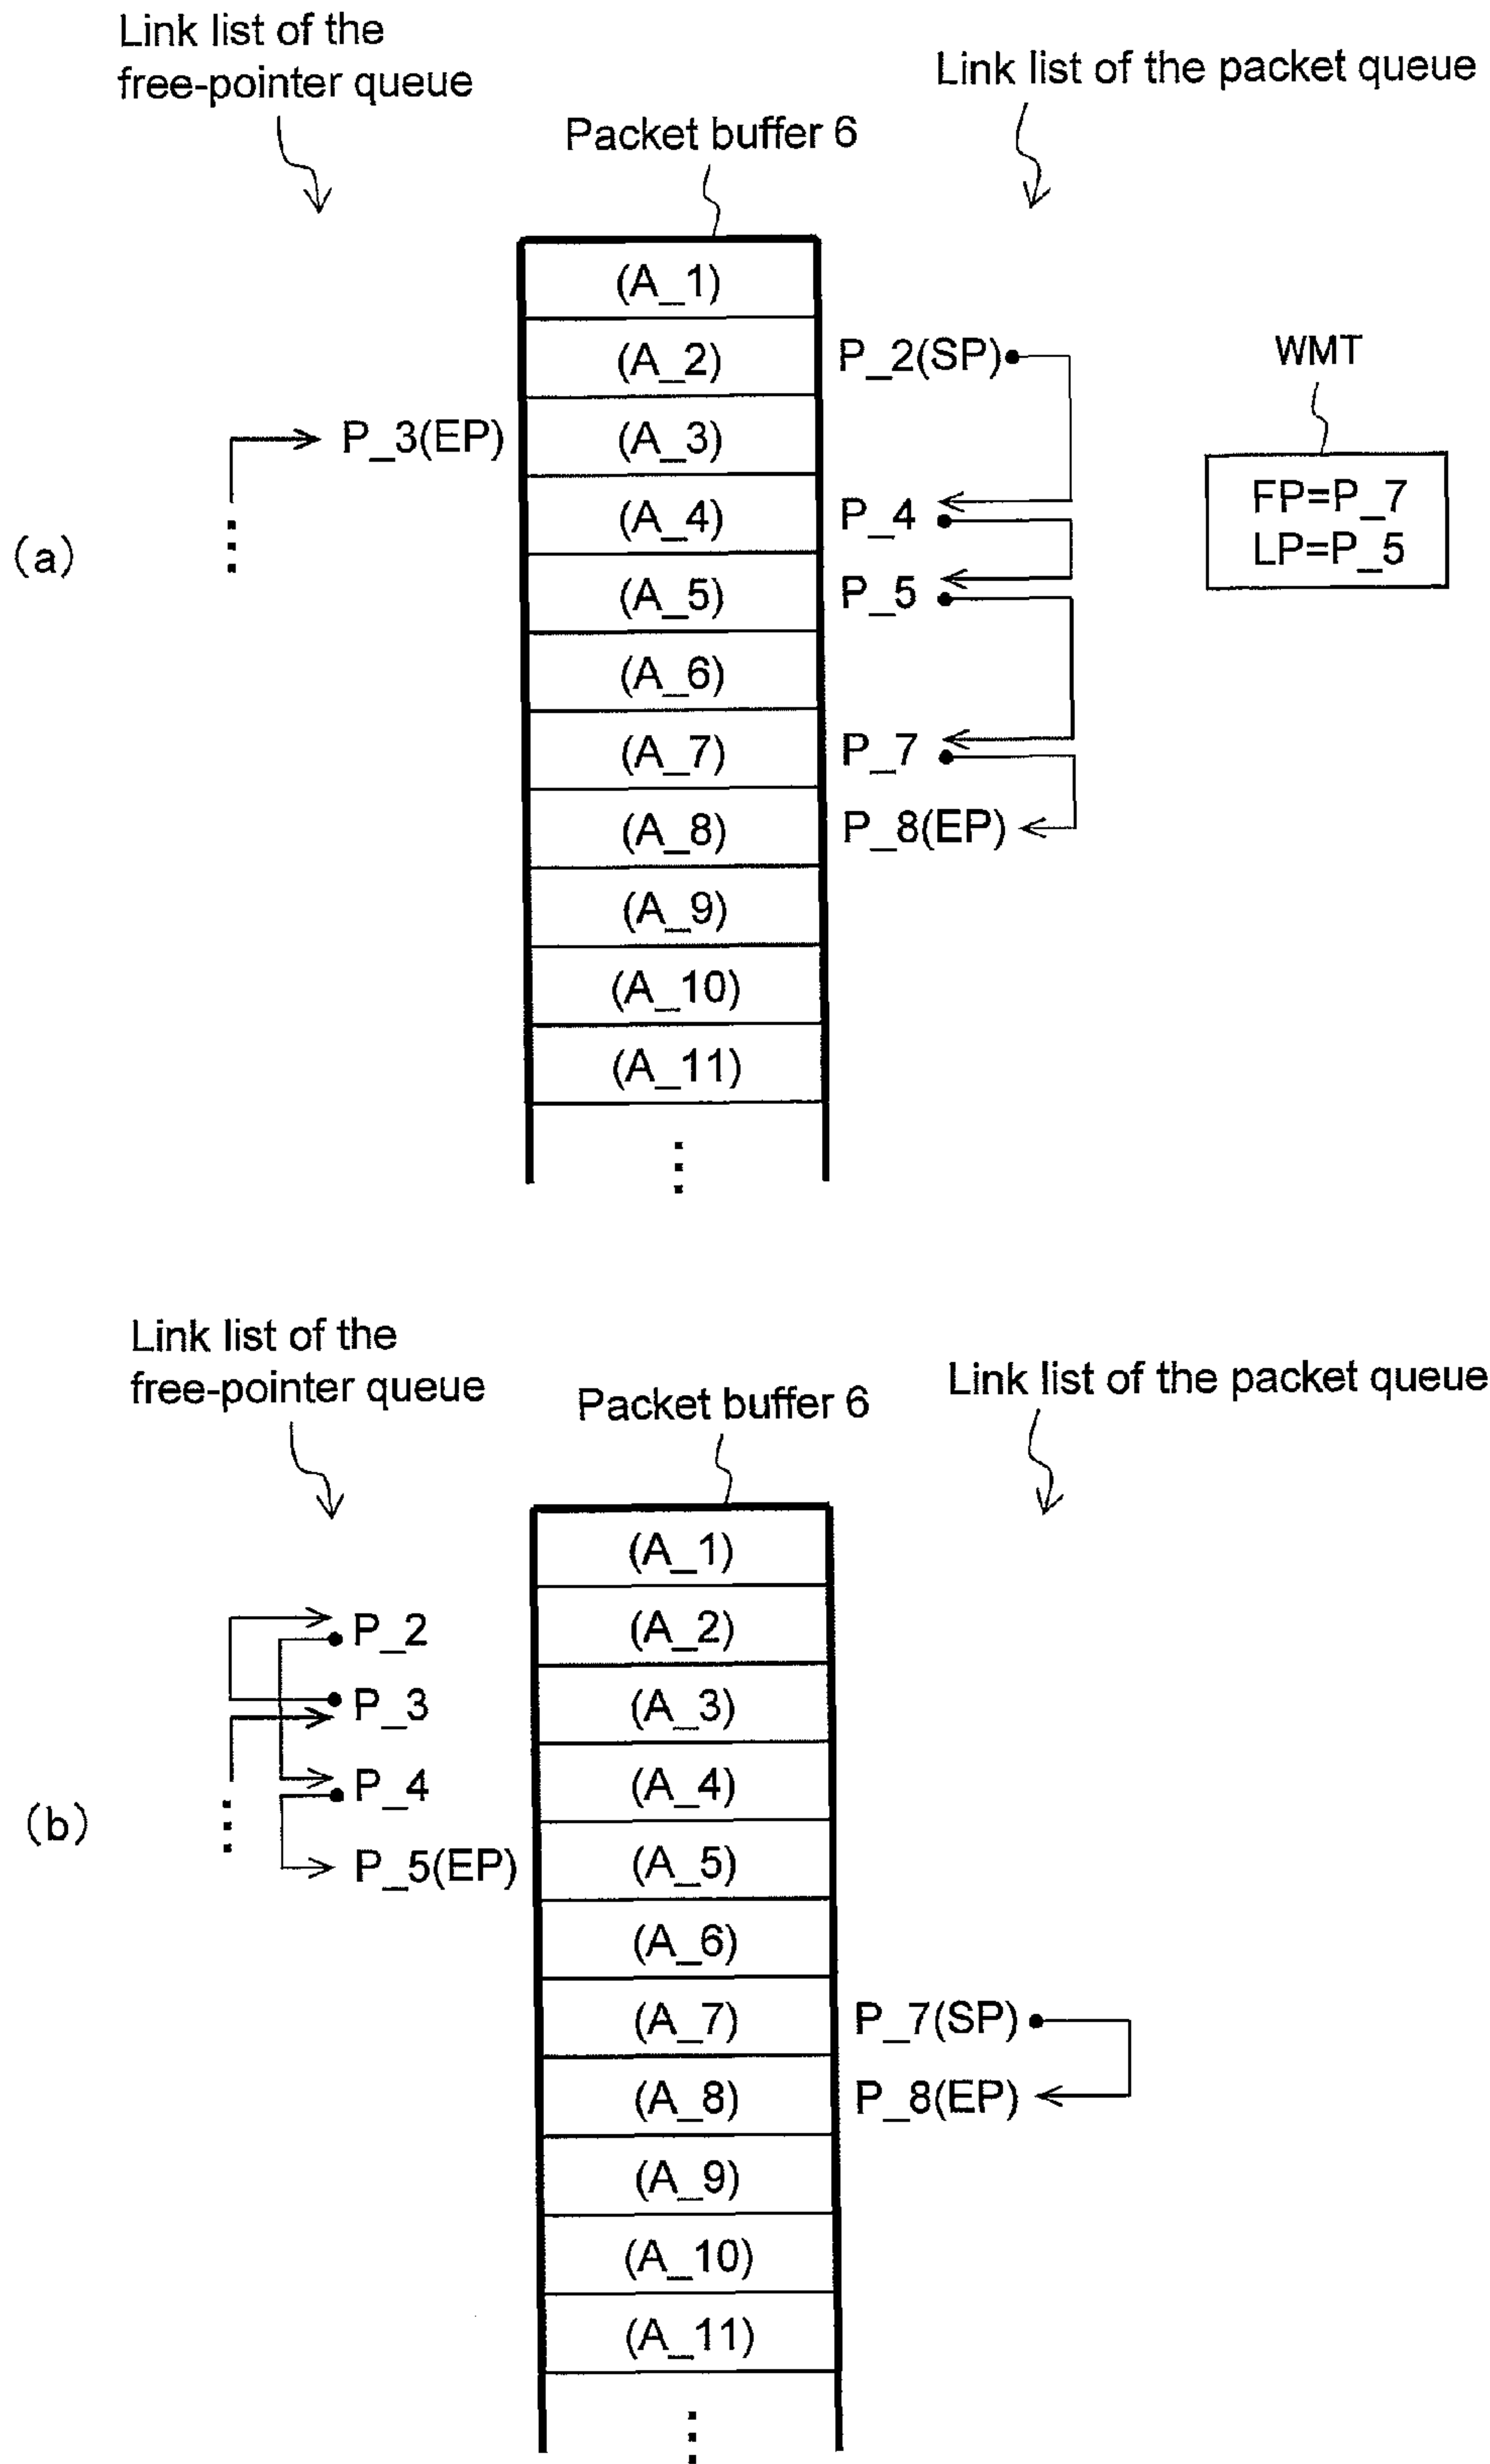 Link list of the
free-pointer queue
Link list of the packet queue
Packet buffer 6
(A_1)
(A_2)
P_2(SP)
WMT
P_3(EP)
(A_3)
FP=P_7
LP=P_5
(A_4)
P_4
(a)
(A_5)
P_5
(A_6)
(A_7)
P_7
(A_8)
P_8(EP)
(A_9)
(A_10)
(A_11)
Link list of the
free-pointer queue
Link list of the packet queue
Packet buffer 6
(A_1)
P_2
(A_2)
P_3
(A_3)
P_4
(A_4)
(b)
P_5(EP)
(A_5)
(A_6)
(A_7)
P_7(SP)
(A_8)
P_8(EP)
(A_9)
(A_10)
(A_11)